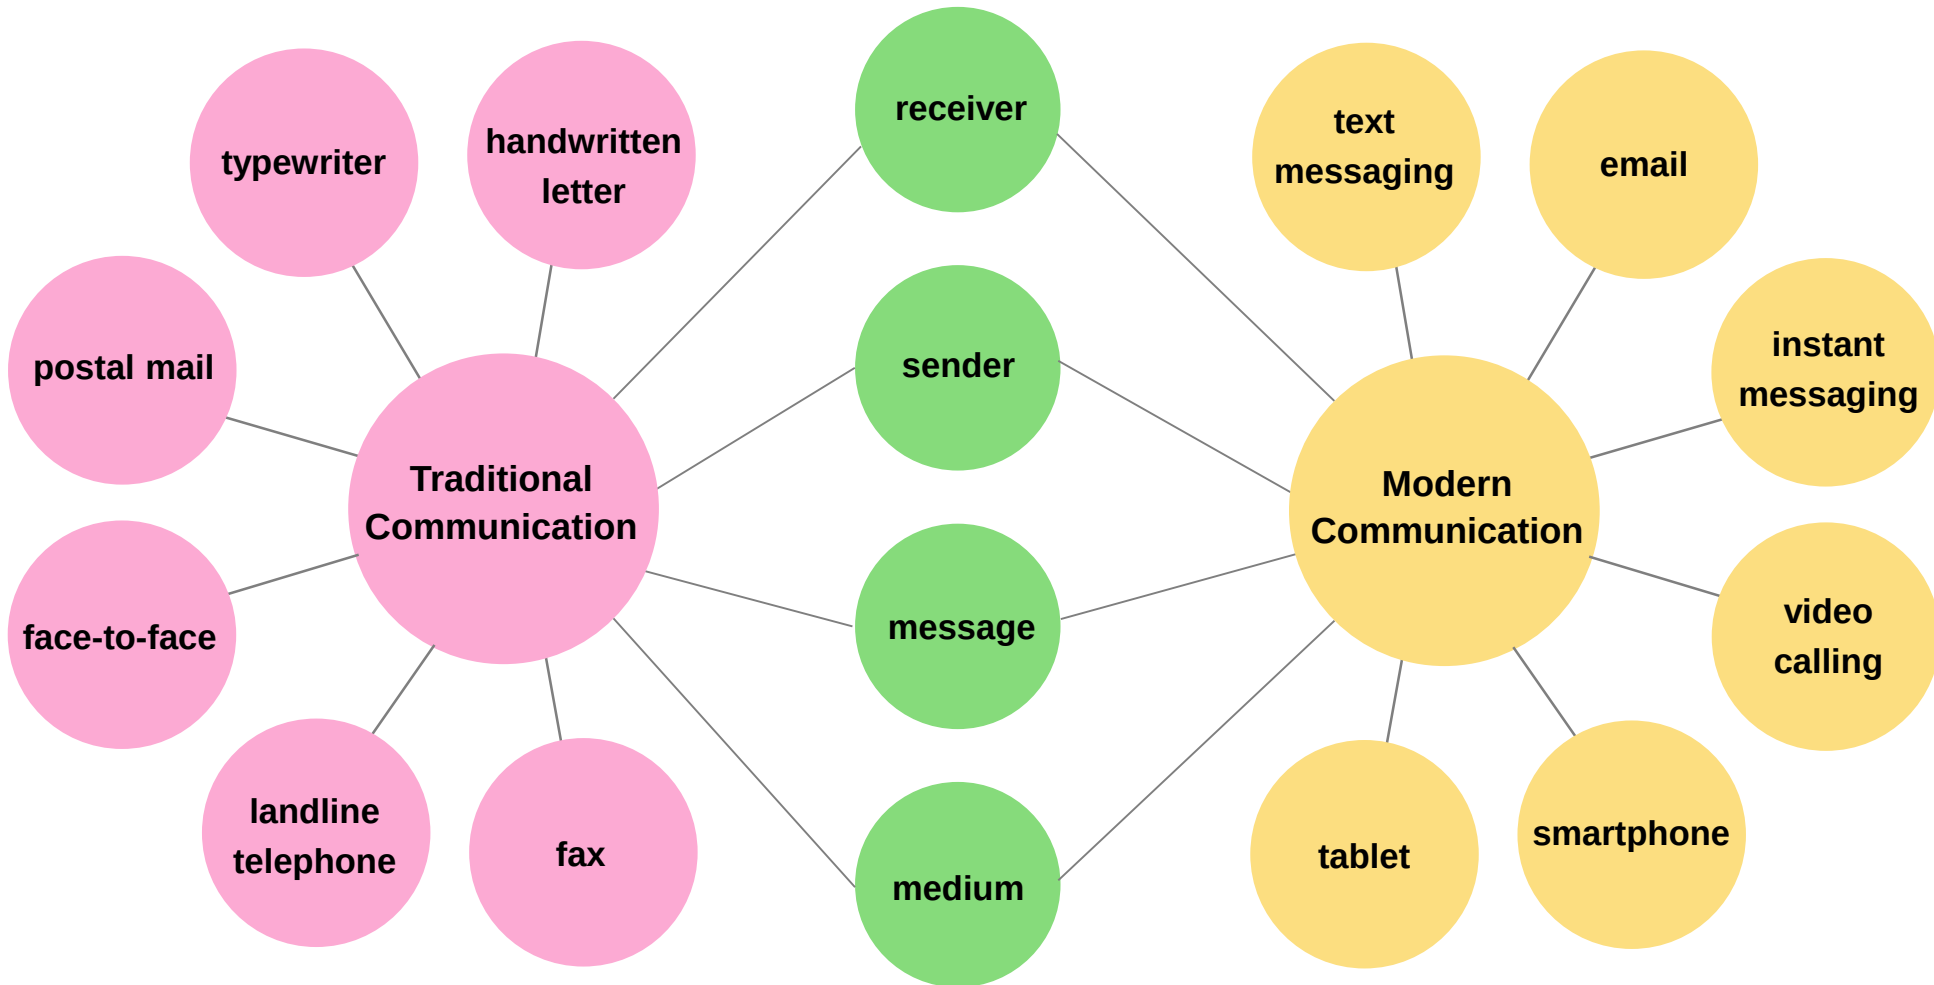 typewriter
handwritten
letter
postal mail
face-to-face
landline
telephone
fax
Traditional
Communication
receiver
sender
message
medium
Modern
Communication
text
messaging
email
instant
messaging
video
calling
smartphone
tablet